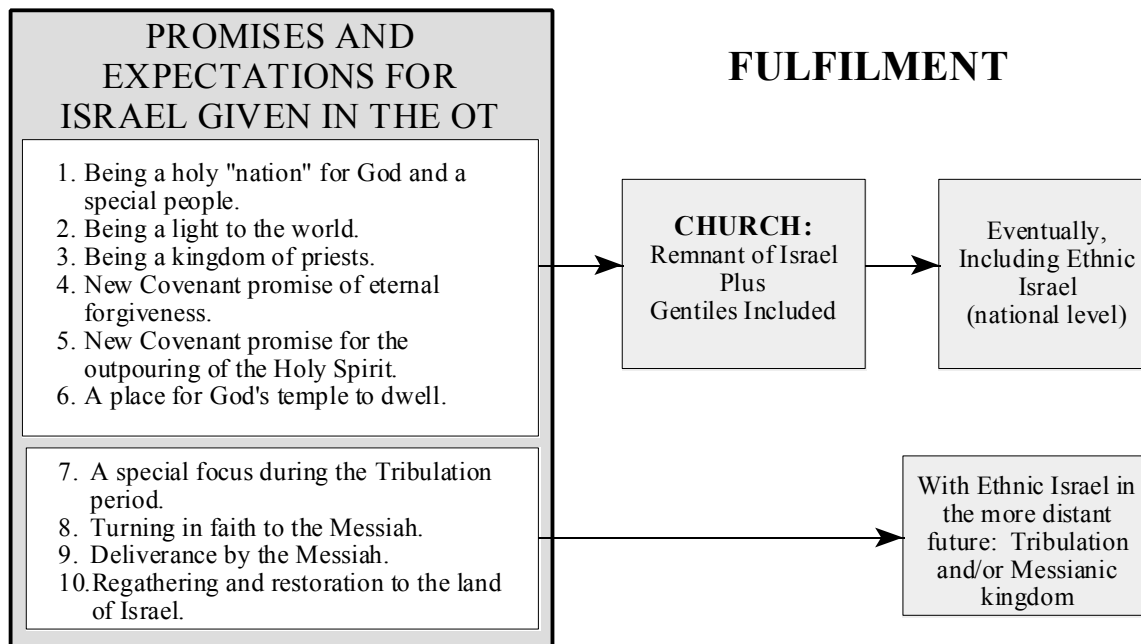 PROMISES AND
EXPECTATIONS FOR
ISRAEL GIVEN IN THE OT
1. Being a holy "nation" for God and a
special people.
2. Being a light to the world.
3. Being a kingdom of priests.
4. New Covenant promise of eternal
forgiveness.
5. New Covenant promise for the
outpouring of the Holy Spirit.
6. A place for God's temple to dwell.
7. A special focus during the Tribulation
period.
8. Turning in faith to the Messiah.
9. Deliverance by the Messiah.
10.Regathering and restoration to the land
of Israel.
FULFILMENT
CHURCH:
Remnant of Israel
Plus
Gentiles Included
Eventually,
Including Ethnic
Israel
(national level)
With Ethnic Israel in
the more distant
future: Tribulation
and/or Messianic
kingdom